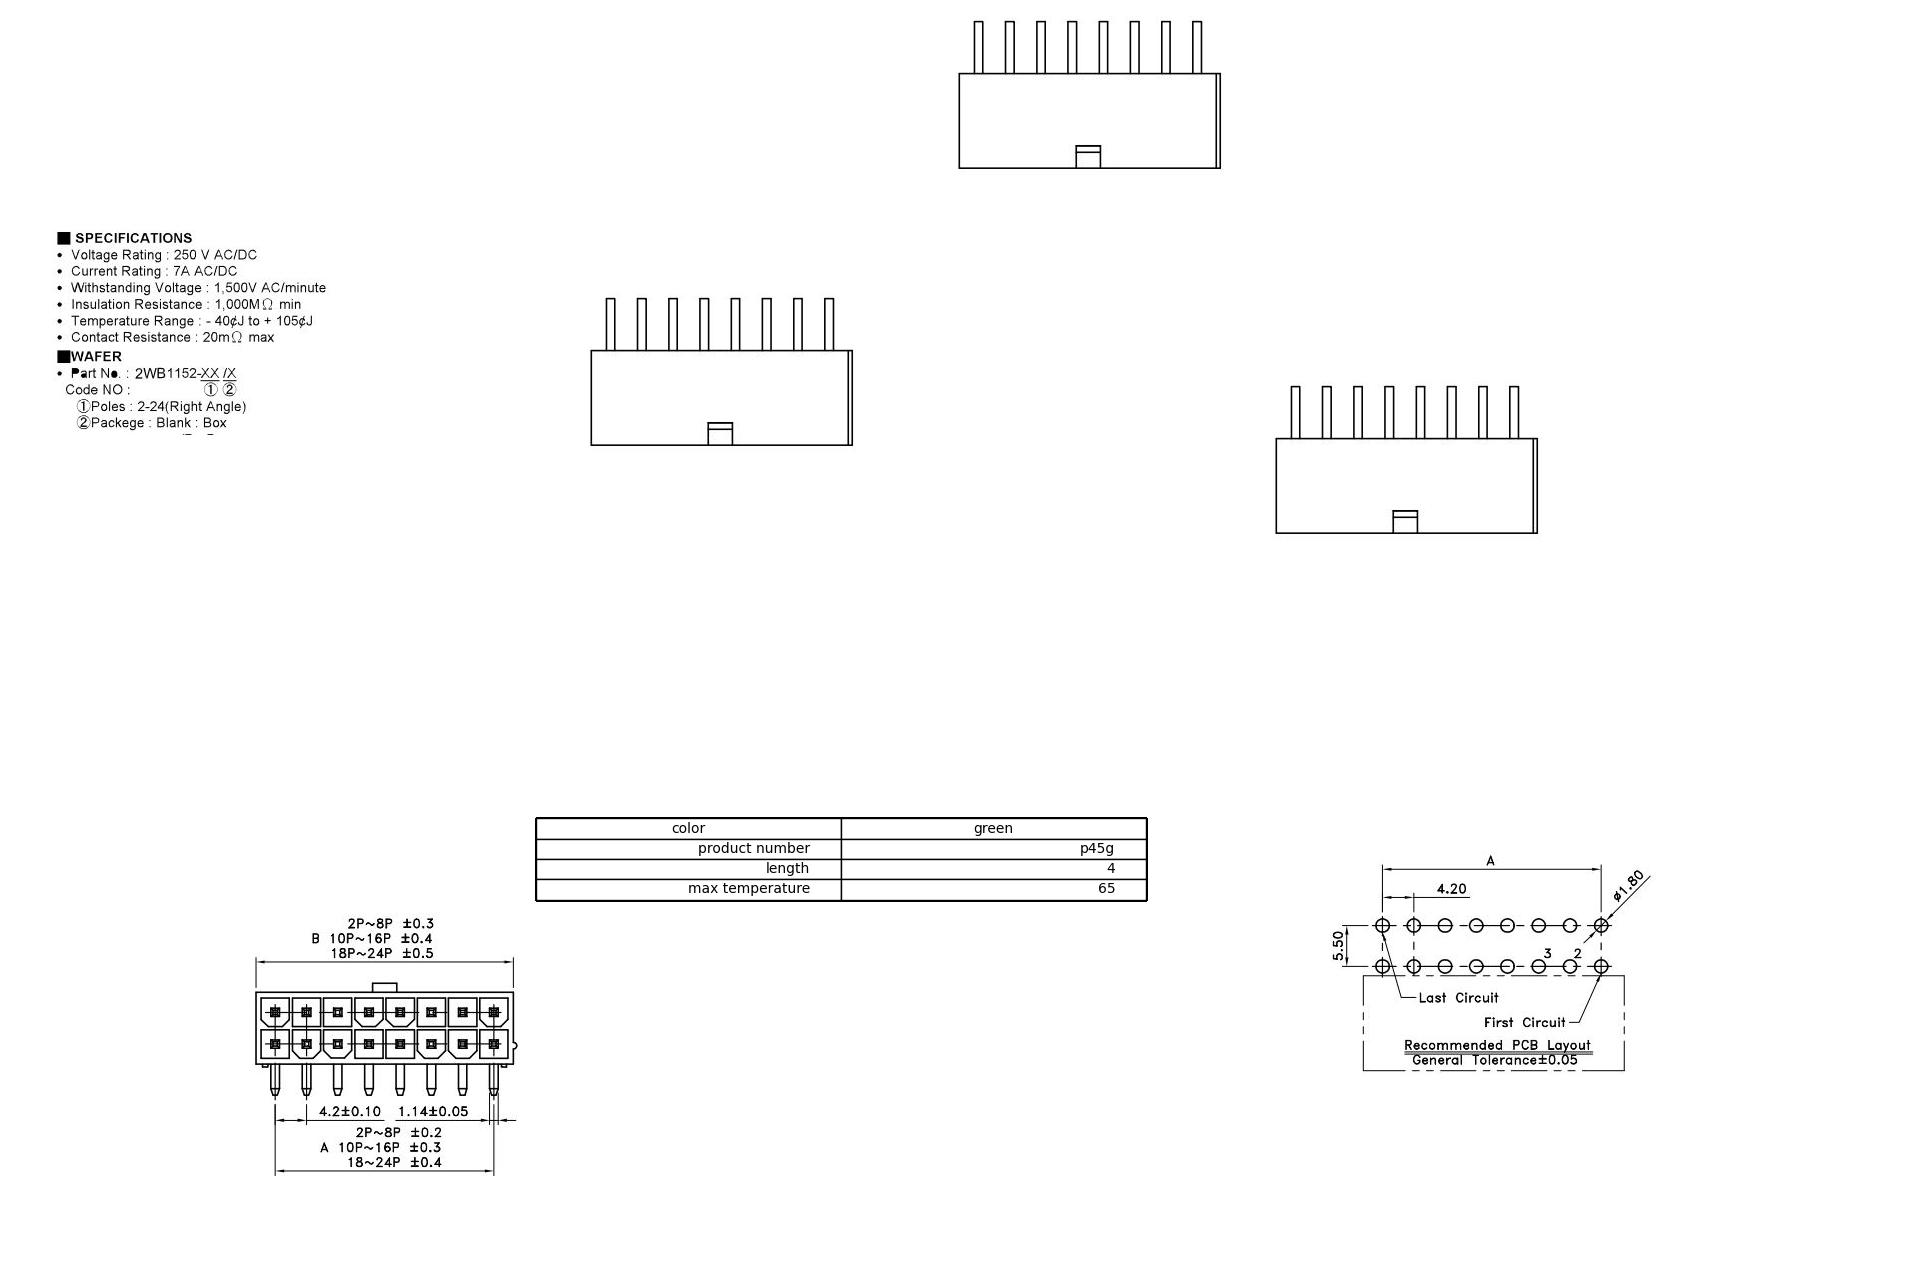 ■ SPECIFICATIONS
• Voltage Rating : 250 V AC/DC
• Current Rating : 7A AC/DC
• Withstanding Voltage : 1,500V AC/minute
• Insulation Resistance : 1,000MΩ min
• Temperature Range : - 40¢J to + 105¢J
• Contact Resistance : 20mΩ max
■WAFER
• Part No. : 2WB1152-XX /X
Code NO : ① ②
①Poles : 2-24(Right Angle)
②Packege : Blank : Box
color green
product number p45g
length 4
max temperature 65
2P~8P ±0.3
B 10P~16P ±0.4
18P~24P ±0.5
4.2±0.10 1.14±0.05
2P~8P ±0.2
A 10P~16P ±0.3
18~24P ±0.4
A
4.20
ø1.80
5.50
3 2
Last Circuit
First Circuit
Recommended PCB Layout
General Tolerance±0.05